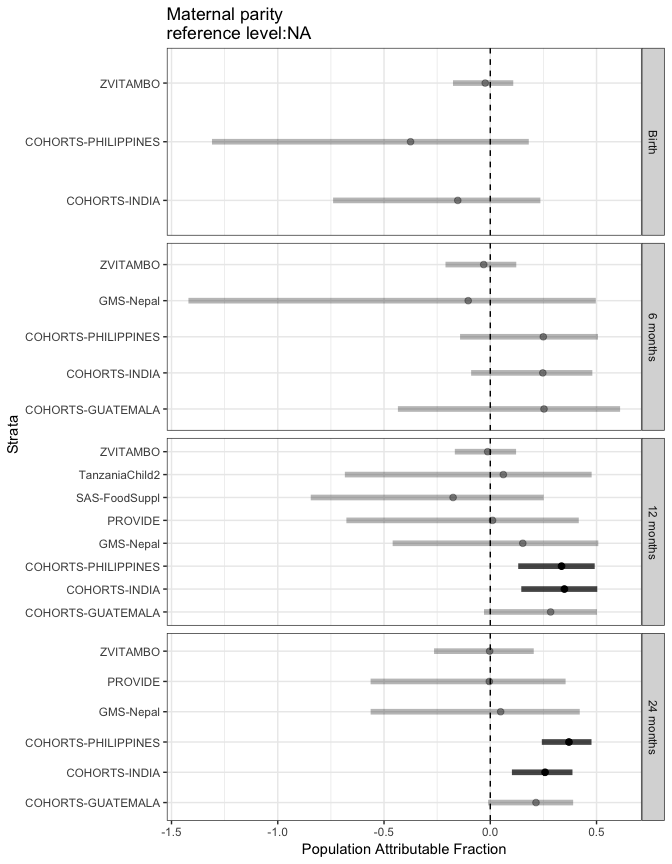 Maternal parity
reference level:NA
ZVITAMBO
COHORTS-PHILIPPINES
COHORTS-INDIA
Birth
ZVITAMBO
GMS-Nepal
COHORTS-PHILIPPINES
COHORTS-INDIA
COHORTS-GUATEMALA
6 months
Strata
ZVITAMBO
TanzaniaChild2
SAS-FoodSuppl
PROVIDE
GMS-Nepal
COHORTS-PHILIPPINES
COHORTS-INDIA
COHORTS-GUATEMALA
12 months
ZVITAMBO
PROVIDE
GMS-Nepal
COHORTS-PHILIPPINES
COHORTS-INDIA
COHORTS-GUATEMALA
24 months
-1.5 -1.0 -0.5 0.0 0.5
Population Attributable Fraction